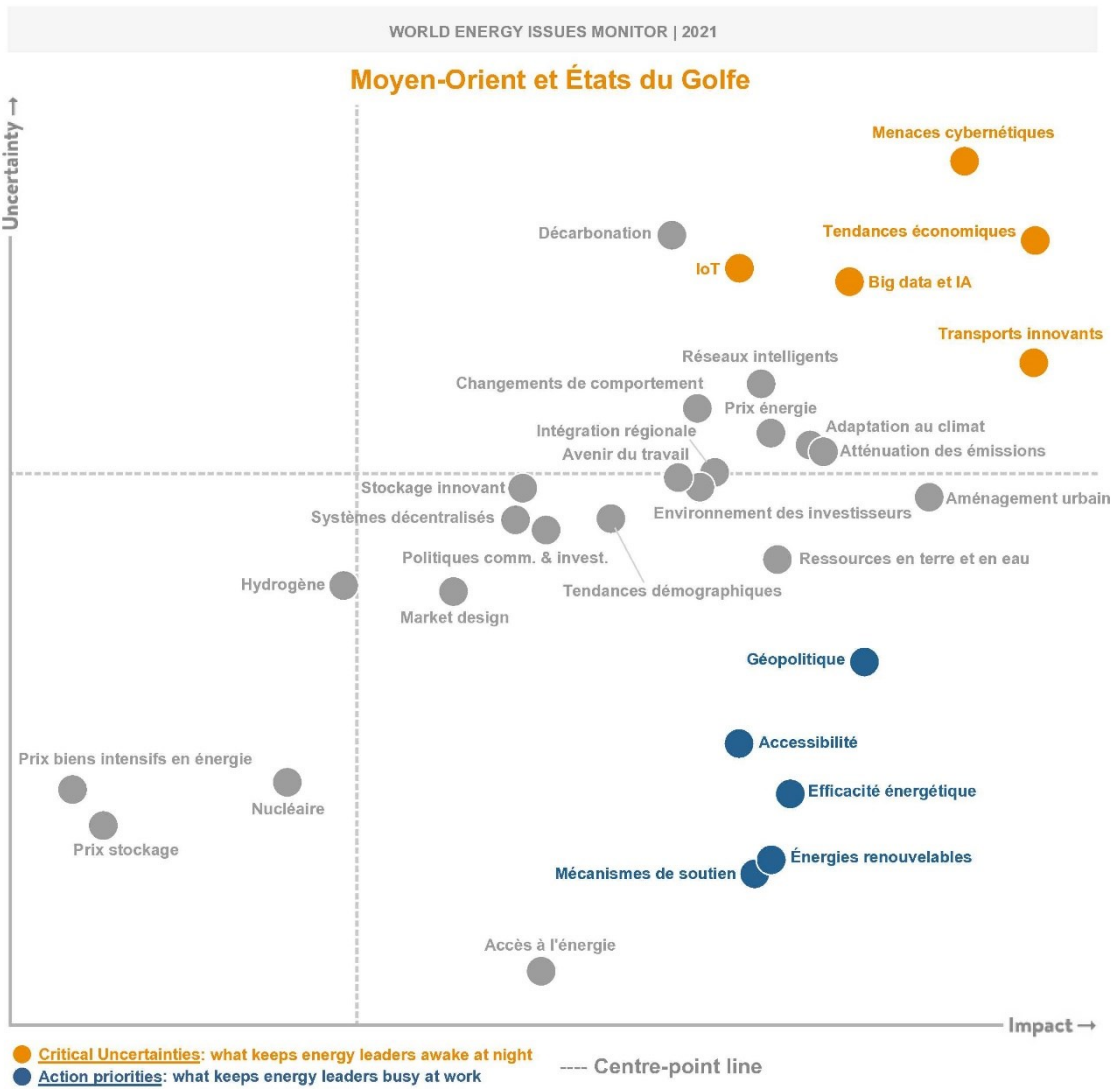 WORLD ENERGY ISSUES MONITOR | 2021
Moyen-Orient et États du Golfe
Uncertainty →
Menaces cybernétiques
Décarbonation
Tendances économiques
IoT
Big data et IA
Transports innovants
Réseaux intelligents
Changements de comportement
Prix énergie
Intégration régionale
Adaptation au climat
Avenir du travail
Atténuation des émissions
Stockage innovant
Aménagement urbain
Systèmes décentralisés
Environnement des investisseurs
Politiques comm. & invest.
Ressources en terre et en eau
Hydrogène
Tendances démographiques
Market design
Géopolitique
Accessibilité
Prix biens intensifs en énergie
Efficacité énergétique
Nucléaire
Prix stockage
Énergies renouvelables
Mécanismes de soutien
Accès à l'énergie
Impact →
Critical Uncertainties: what keeps energy leaders awake at night
---- Centre-point line
Action priorities: what keeps energy leaders busy at work